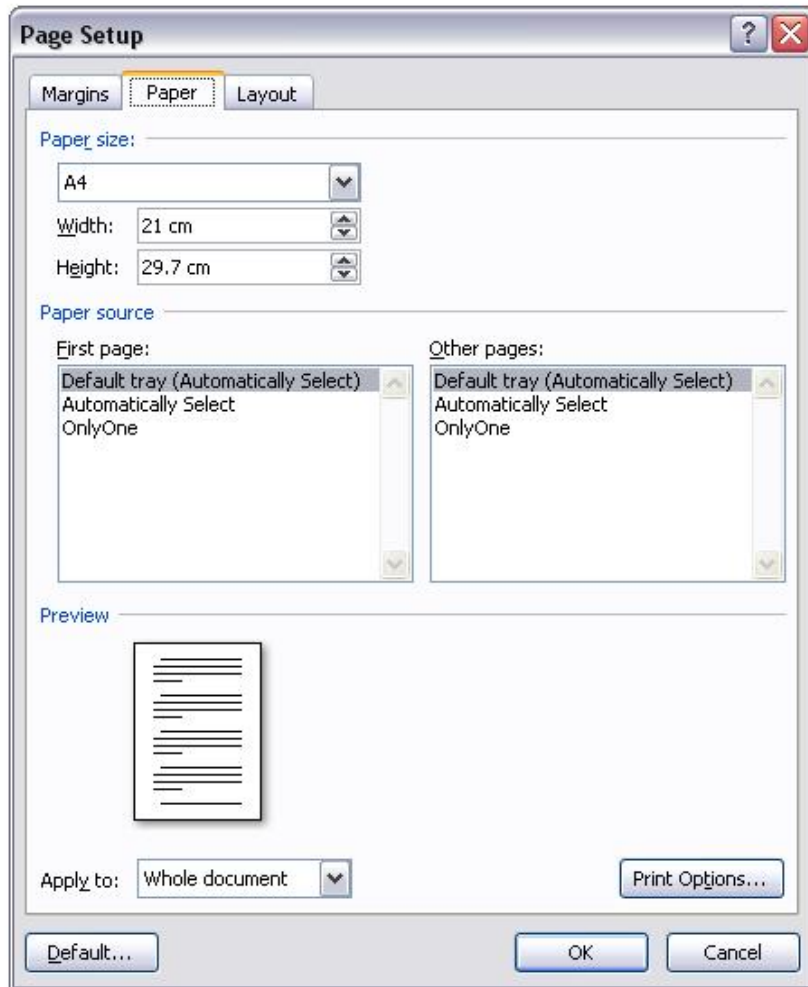 Page Setup
Margins Paper Layout
Paper size:
A4
Width: 21 cm
Height: 29.7 cm
Paper source
First page: Other pages:
Default tray (Automatically Select) Default tray (Automatically Select)
Automatically Select Automatically Select
OnlyOne OnlyOne
Preview
Apply to: Whole document Print Options...
Default... OK Cancel